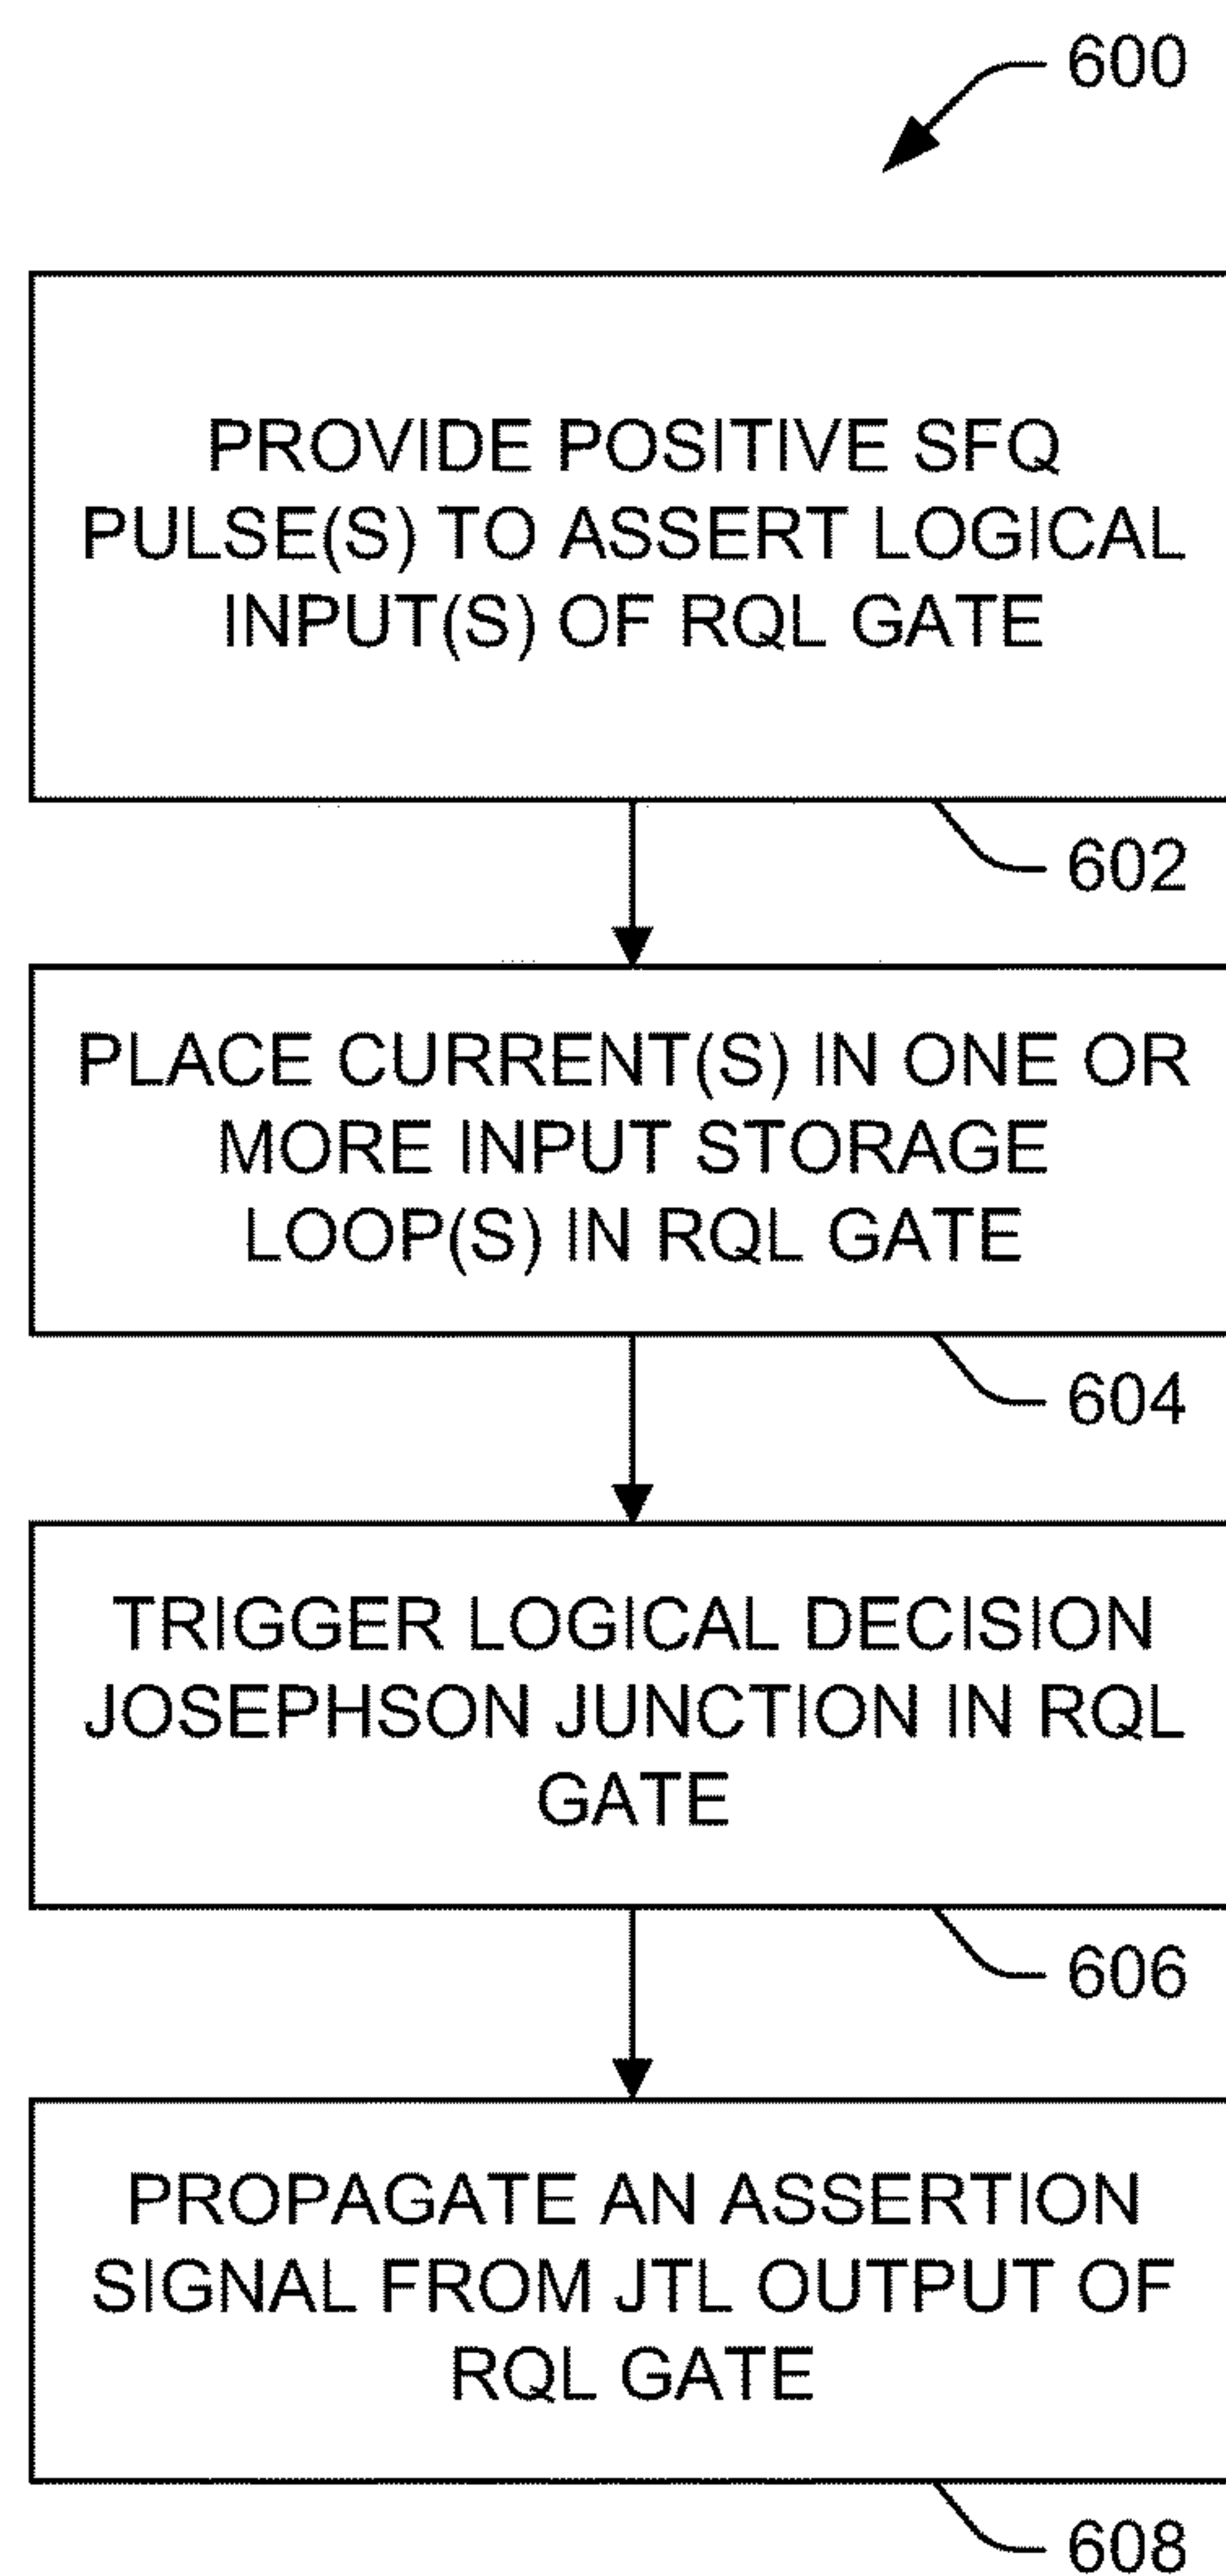 600
PROVIDE POSITIVE SFQ
PULSE(S) TO ASSERT LOGICAL
INPUT(S) OF RQL GATE
602
PLACE CURRENT(S) IN ONE OR
MORE INPUT STORAGE
LOOP(S) IN RQL GATE
604
TRIGGER LOGICAL DECISION
JOSEPHSON JUNCTION IN RQL
GATE
606
PROPAGATE AN ASSERTION
SIGNAL FROM JTL OUTPUT OF
RQL GATE
608